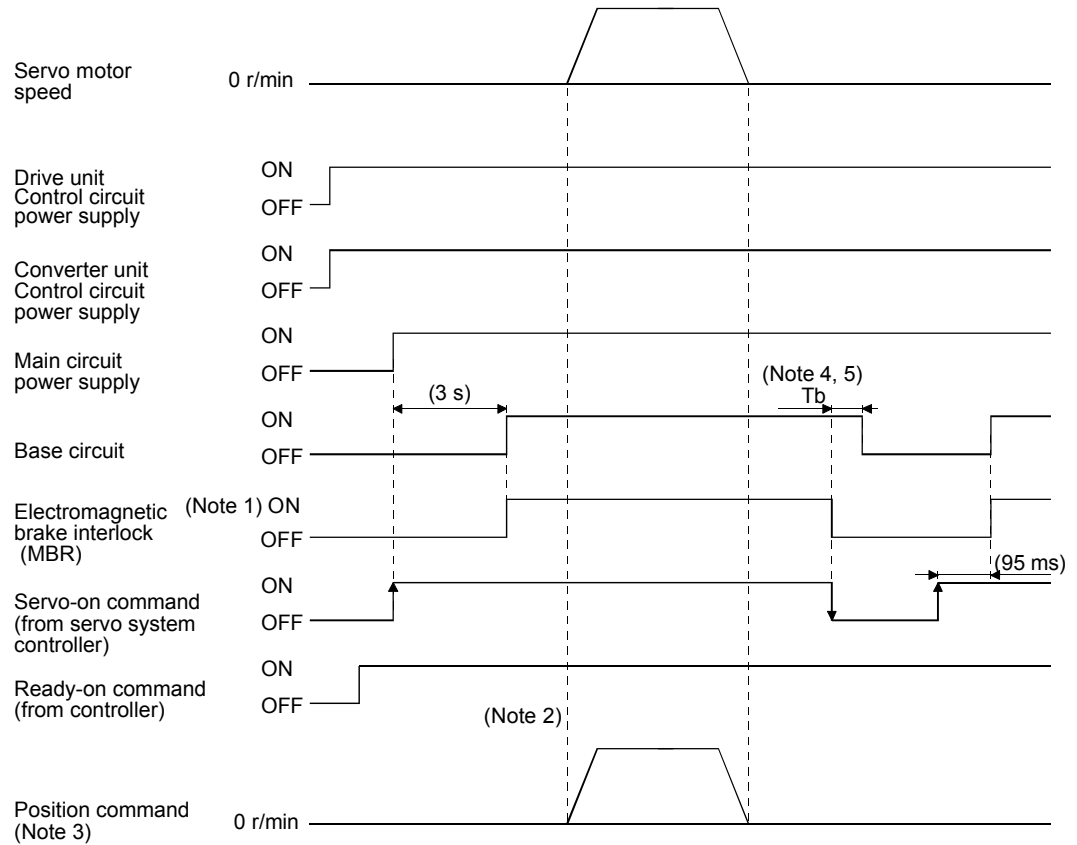 Servo motor
speed
0 r/min
Drive unit
Control circuit
power supply
ON
OFF
Converter unit
Control circuit
power supply
ON
OFF
Main circuit
power supply
ON
OFF
(3 s)
(Note 4, 5)
Tb
Base circuit
ON
OFF
Electromagnetic
brake interlock
(MBR)
(Note 1) ON
OFF
(95 ms)
Servo-on command
(from servo system
controller)
ON
OFF
Ready-on command
(from controller)
ON
OFF
(Note 2)
Position command
(Note 3)
0 r/min